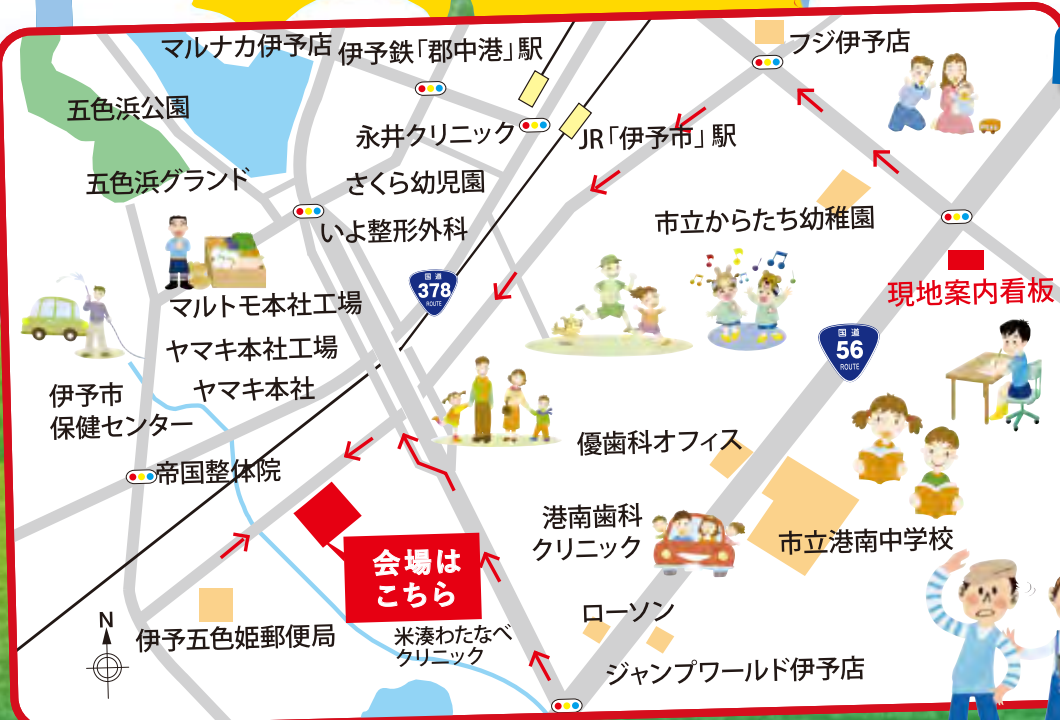 マルナカ伊予店
伊予鉄「郡中港」駅
フジ伊予店
五色浜公園
永井クリニック
JR「伊予市」駅
五色浜グランド
さくら幼児園
市立からたち幼稚園
いよ整形外科
国道
378
ROUTE
現地案内看板
マルトモ本社工場
国道
56
ROUTE
ヤマキ本社工場
ヤマキ本社
伊予市
保健センター
優歯科オフィス
帝国整体院
港南歯科
クリニック
市立港南中学校
会場は
こちら
ローソン
N
伊予五色姫郵便局
米湊わたなべ
クリニック
ジャンプワールド伊予店